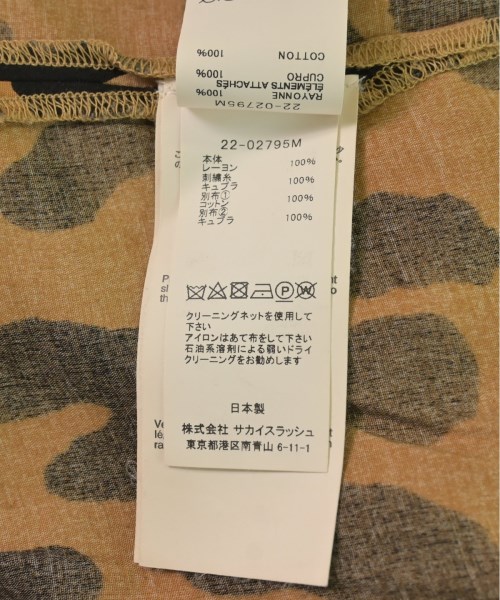 COTTON 100%
CUPRO 100%
ÉLÉMENTS ATTACHÉS
RAYONNE 100%
22-02795M
22-02795M
本体
レーヨン 100%
刺繍糸
キュプラ 100%
別布①
コットン 100%
別布②
キュプラ 100%
P W
クリーニングネットを使用して
下さい
アイロンはあて布をして下さい
石油系溶剤による弱いドライ
クリーニングをお勧めします
日本製
株式会社 サカイスラッシュ
東京都港区南青山 6-11-1